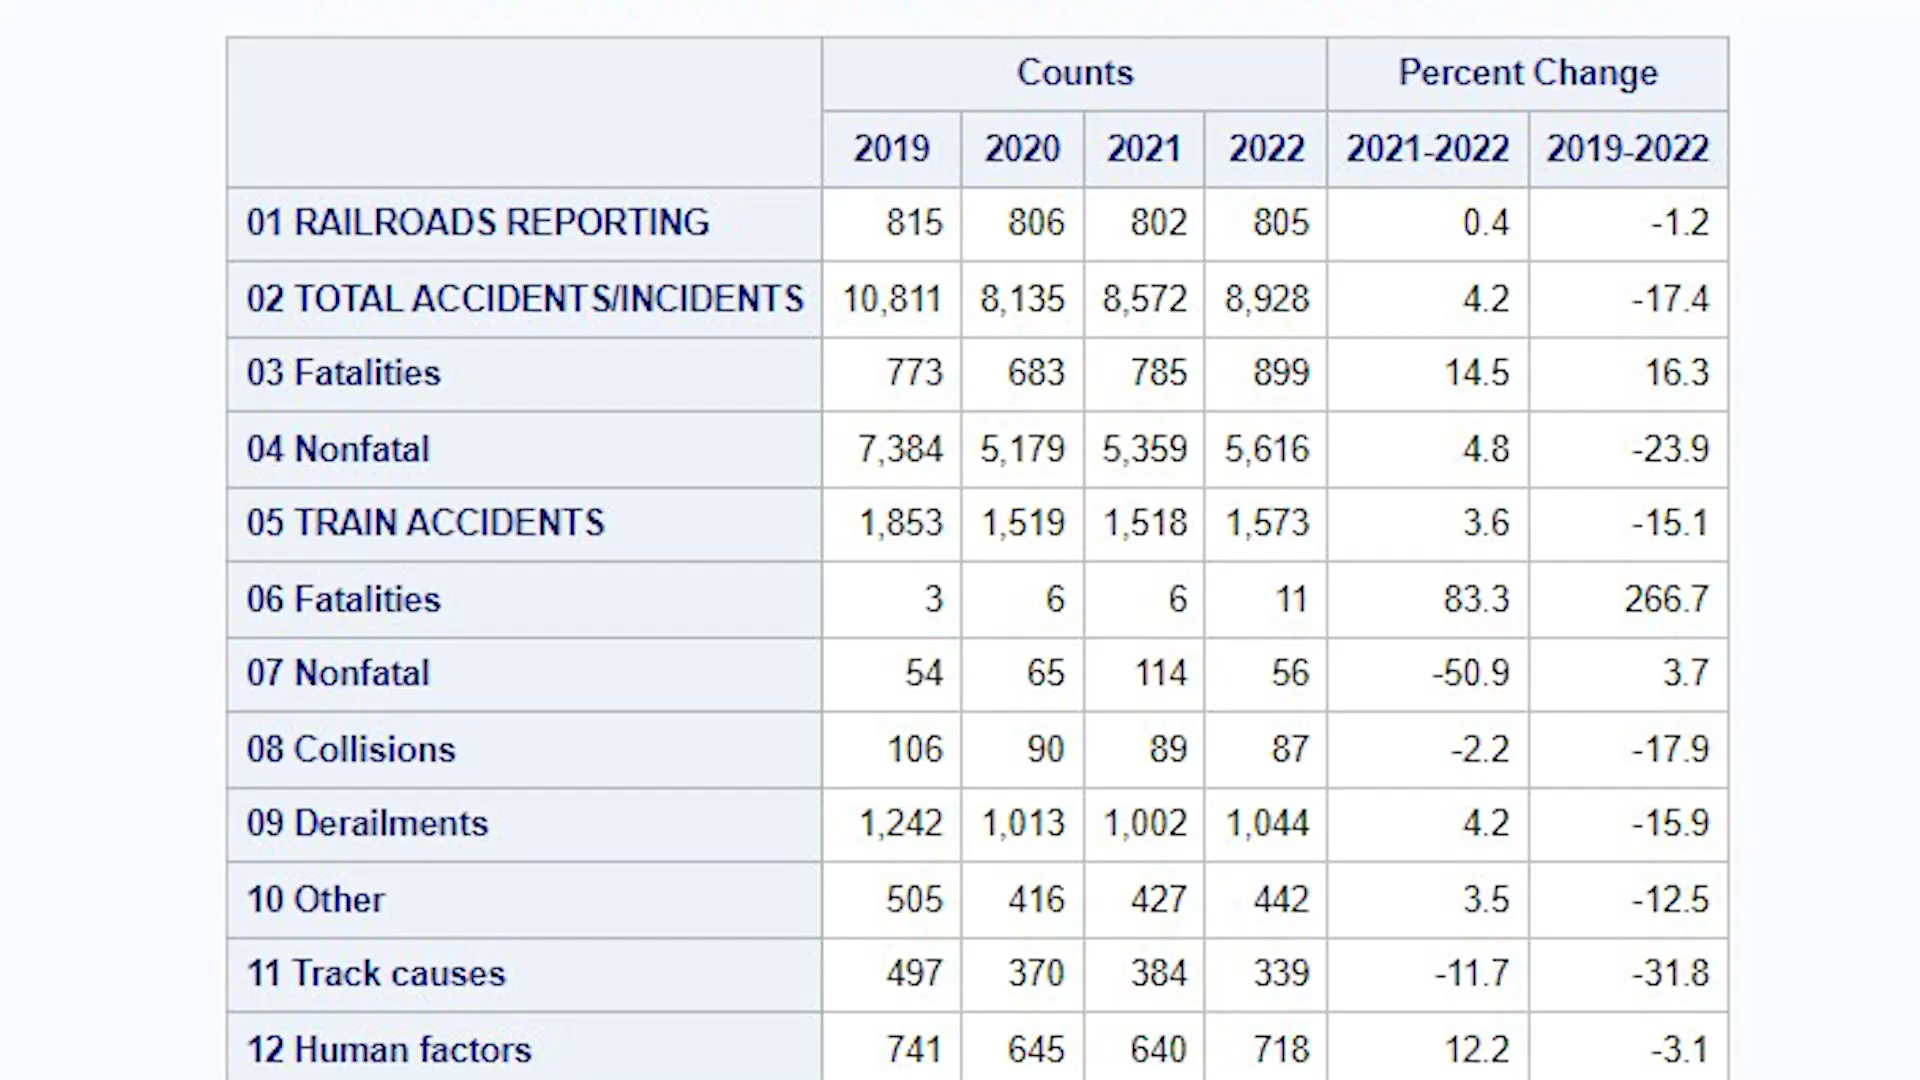 Counts Percent Change
2019 2020 2021 2022 2021-2022 2019-2022
01 RAILROADS REPORTING 815 806 802 805 0.4 -1.2
02 TOTAL ACCIDENTS/INCIDENTS 10,811 8,135 8,572 8,928 4.2 -17.4
03 Fatalities 773 683 785 899 14.5 16.3
04 Nonfatal 7,384 5,179 5,359 5,616 4.8 -23.9
05 TRAIN ACCIDENTS 1,853 1,519 1,518 1,573 3.6 -15.1
06 Fatalities 3 6 6 11 83.3 266.7
07 Nonfatal 54 65 114 56 -50.9 3.7
08 Collisions 106 90 89 87 -2.2 -17.9
09 Derailments 1,242 1,013 1,002 1,044 4.2 -15.9
10 Other 505 416 427 442 3.5 -12.5
11 Track causes 497 370 384 339 -11.7 -31.8
12 Human factors 741 645 640 718 12.2 -3.1